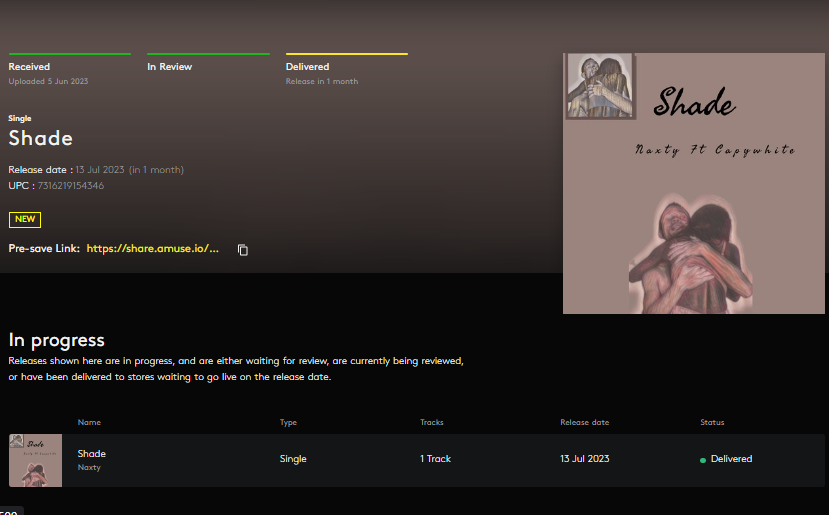 Received
In Review
Delivered
Uploaded 5 Jun 2023
Release in 1 month
Single
Shade
Release date : 13 Jul 2023 (in 1 month)
UPC : 7316219154346
NEW
Pre-save Link: https://share.amuse.io/...
Shade
Naxty ft Capywhite
In progress
Releases shown here are in progress, and are either waiting for review, are currently being reviewed,
or have been delivered to stores waiting to go live on the release date.
Name Type Tracks Release date Status
Shade
Naxty
Single 1 Track 13 Jul 2023 Delivered
Shade